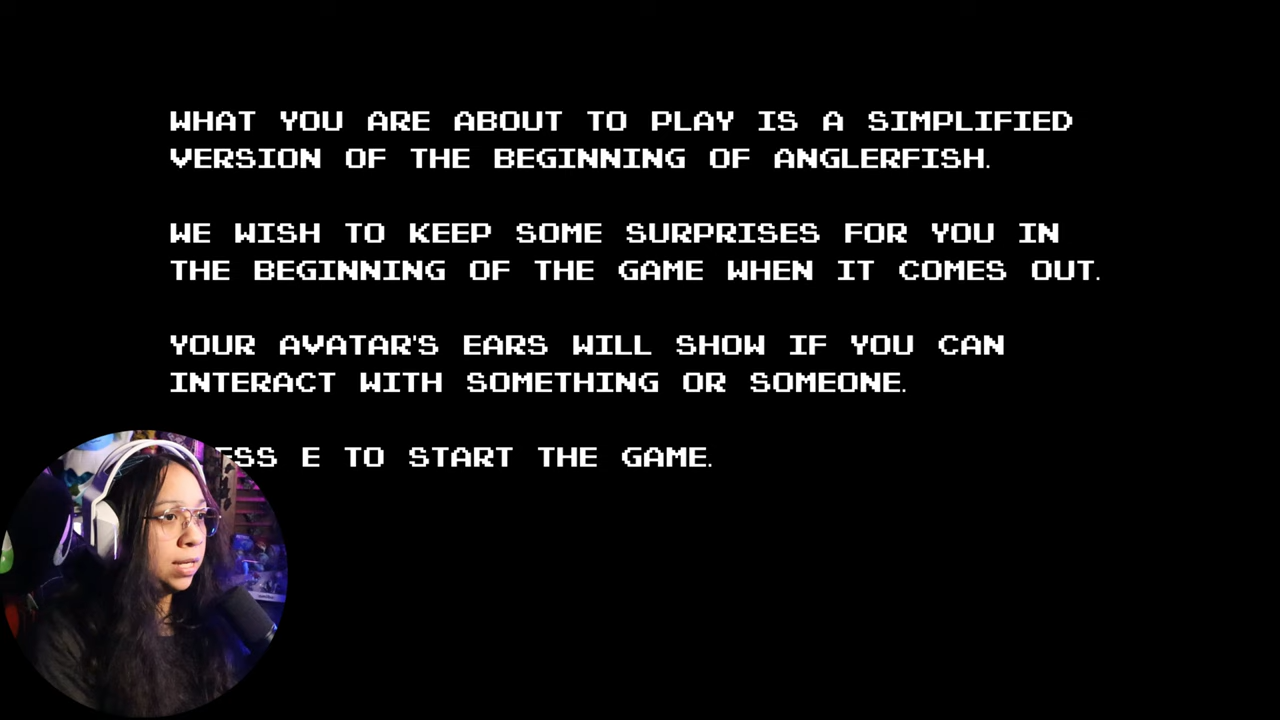 WHAT YOU ARE ABOUT TO PLAY IS A SIMPLIFIED
VERSION OF THE BEGINNING OF ANGLERFISH.
WE WISH TO KEEP SOME SURPRISES FOR YOU IN
THE BEGINNING OF THE GAME WHEN IT COMES OUT.
YOUR AVATAR'S EARS WILL SHOW IF YOU CAN
INTERACT WITH SOMETHING OR SOMEONE.
E TO START THE GAME.